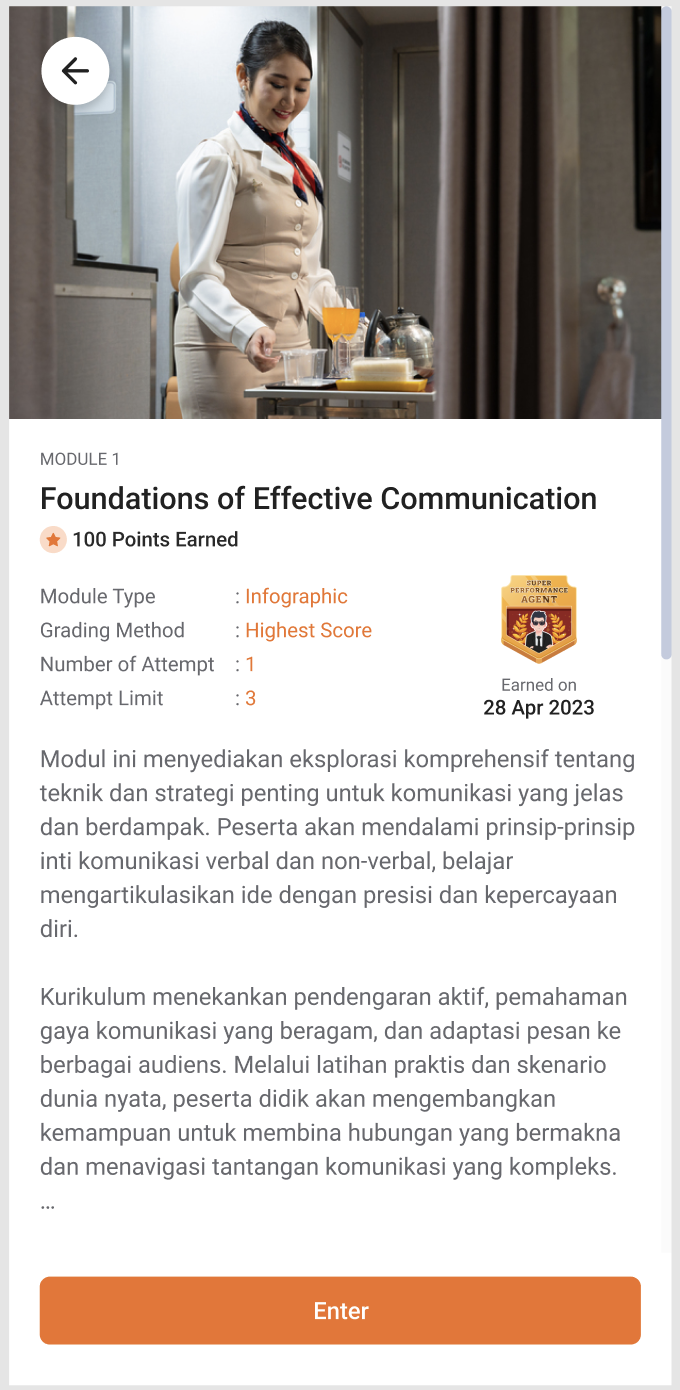 MODULE 1
Foundations of Effective Communication
100 Points Earned
Module Type : Infographic
Grading Method : Highest Score
Number of Attempt : 1
Attempt Limit : 3
SUPER
PERFORMANCE
AGENT
Earned on
28 Apr 2023
Modul ini menyediakan eksplorasi komprehensif tentang
teknik dan strategi penting untuk komunikasi yang jelas
dan berdampak. Peserta akan mendalami prinsip-prinsip
inti komunikasi verbal dan non-verbal, belajar
mengartikulasikan ide dengan presisi dan kepercayaan
diri.
Kurikulum menekankan pendengaran aktif, pemahaman
gaya komunikasi yang beragam, dan adaptasi pesan ke
berbagai audiens. Melalui latihan praktis dan skenario
dunia nyata, peserta didik akan mengembangkan
kemampuan untuk membina hubungan yang bermakna
dan menavigasi tantangan komunikasi yang kompleks.
...
Enter